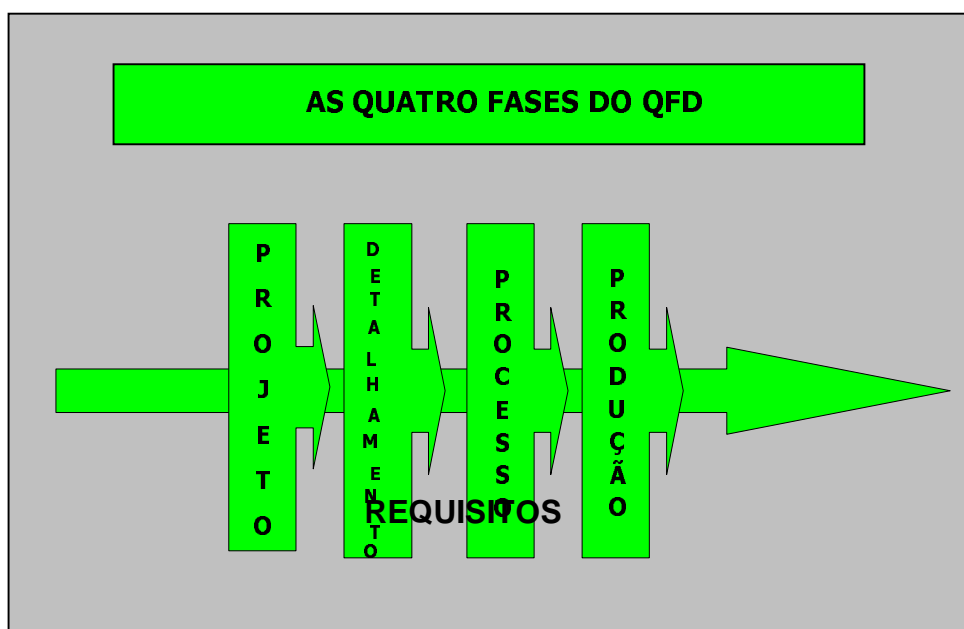 AS QUATRO FASES DO QFD
PROJETO
DETALHAMENTO
PROCESSO
PRODUÇÃO
REQUISITOS